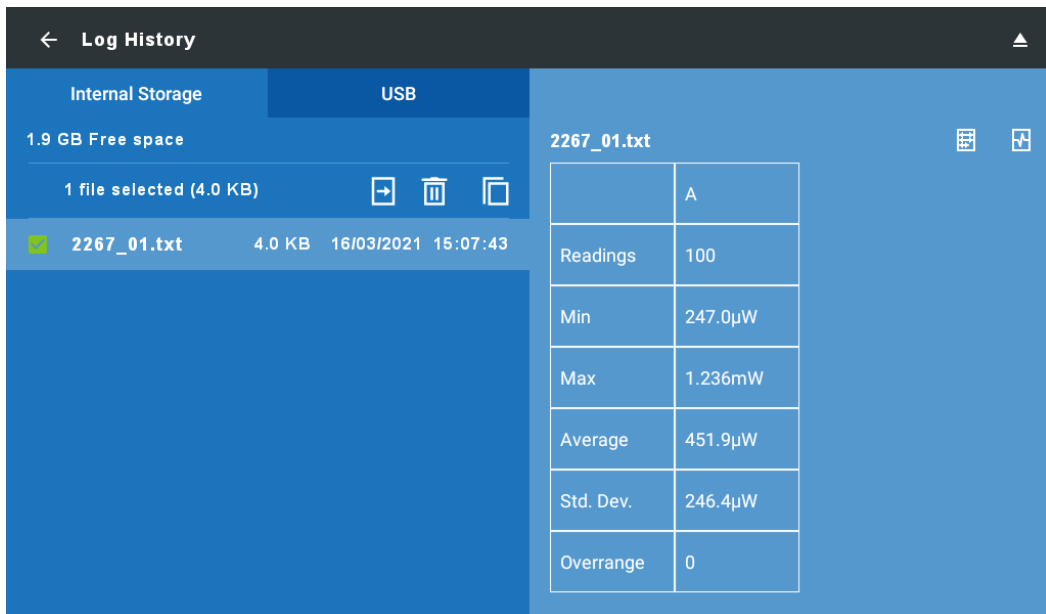 Log History
Internal Storage USB
1.9 GB Free space
1 file selected (4.0 KB)
2267_01.txt 4.0 KB 16/03/2021 15:07:43
2267_01.txt
A
Readings 100
Min 247.0µW
Max 1.236mW
Average 451.9µW
Std. Dev. 246.4µW
Overrange 0